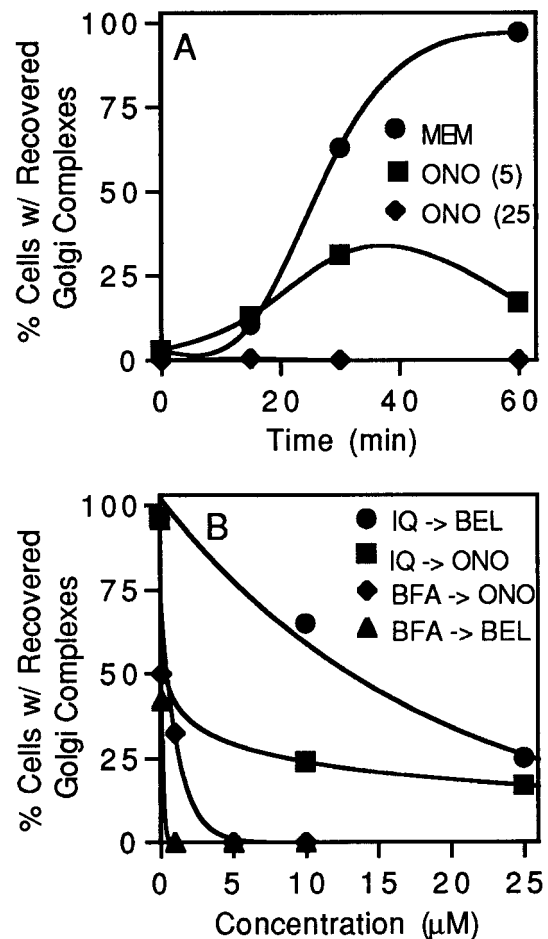 % Cells w/ Recovered
Golgi Complexes
100
75
50
25
0
A
MEM
ONO (5)
ONO (25
0 20 40 60
Time (min)
% Cells w/ Recovered
Golgi Complexes
100
75
50
25
0
B
IQ -> BEL
IQ -> ONO
BFA -> ONO
BFA -> BEL
0 5 10 15 20 25
Concentration (µM)